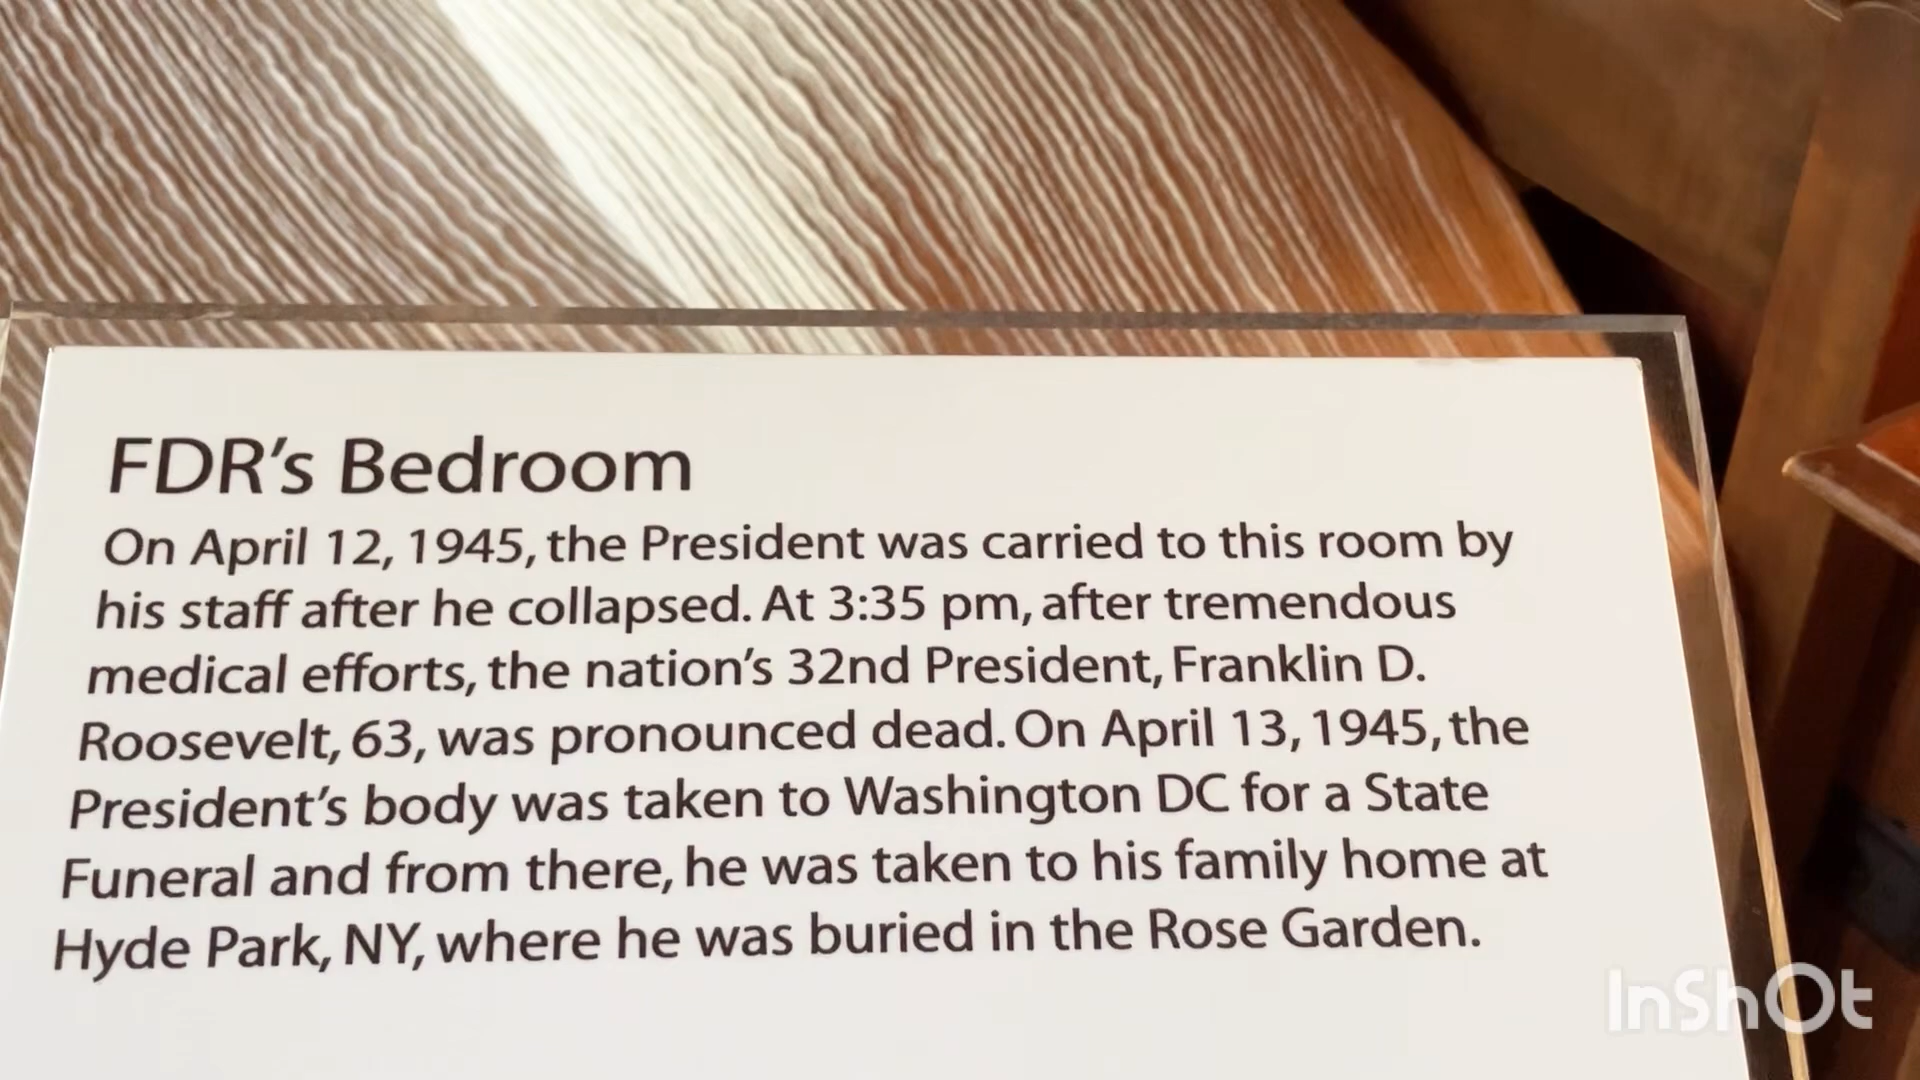 FDR's Bedroom
On April 12, 1945, the President was carried to this room by
his staff after he collapsed. At 3:35 pm, after tremendous
medical efforts, the nation's 32nd President, Franklin D.
Roosevelt, 63, was pronounced dead. On April 13, 1945, the
President's body was taken to Washington DC for a State
Funeral and from there, he was taken to his family home at
Hyde Park, NY, where he was buried in the Rose Garden.
InShOt